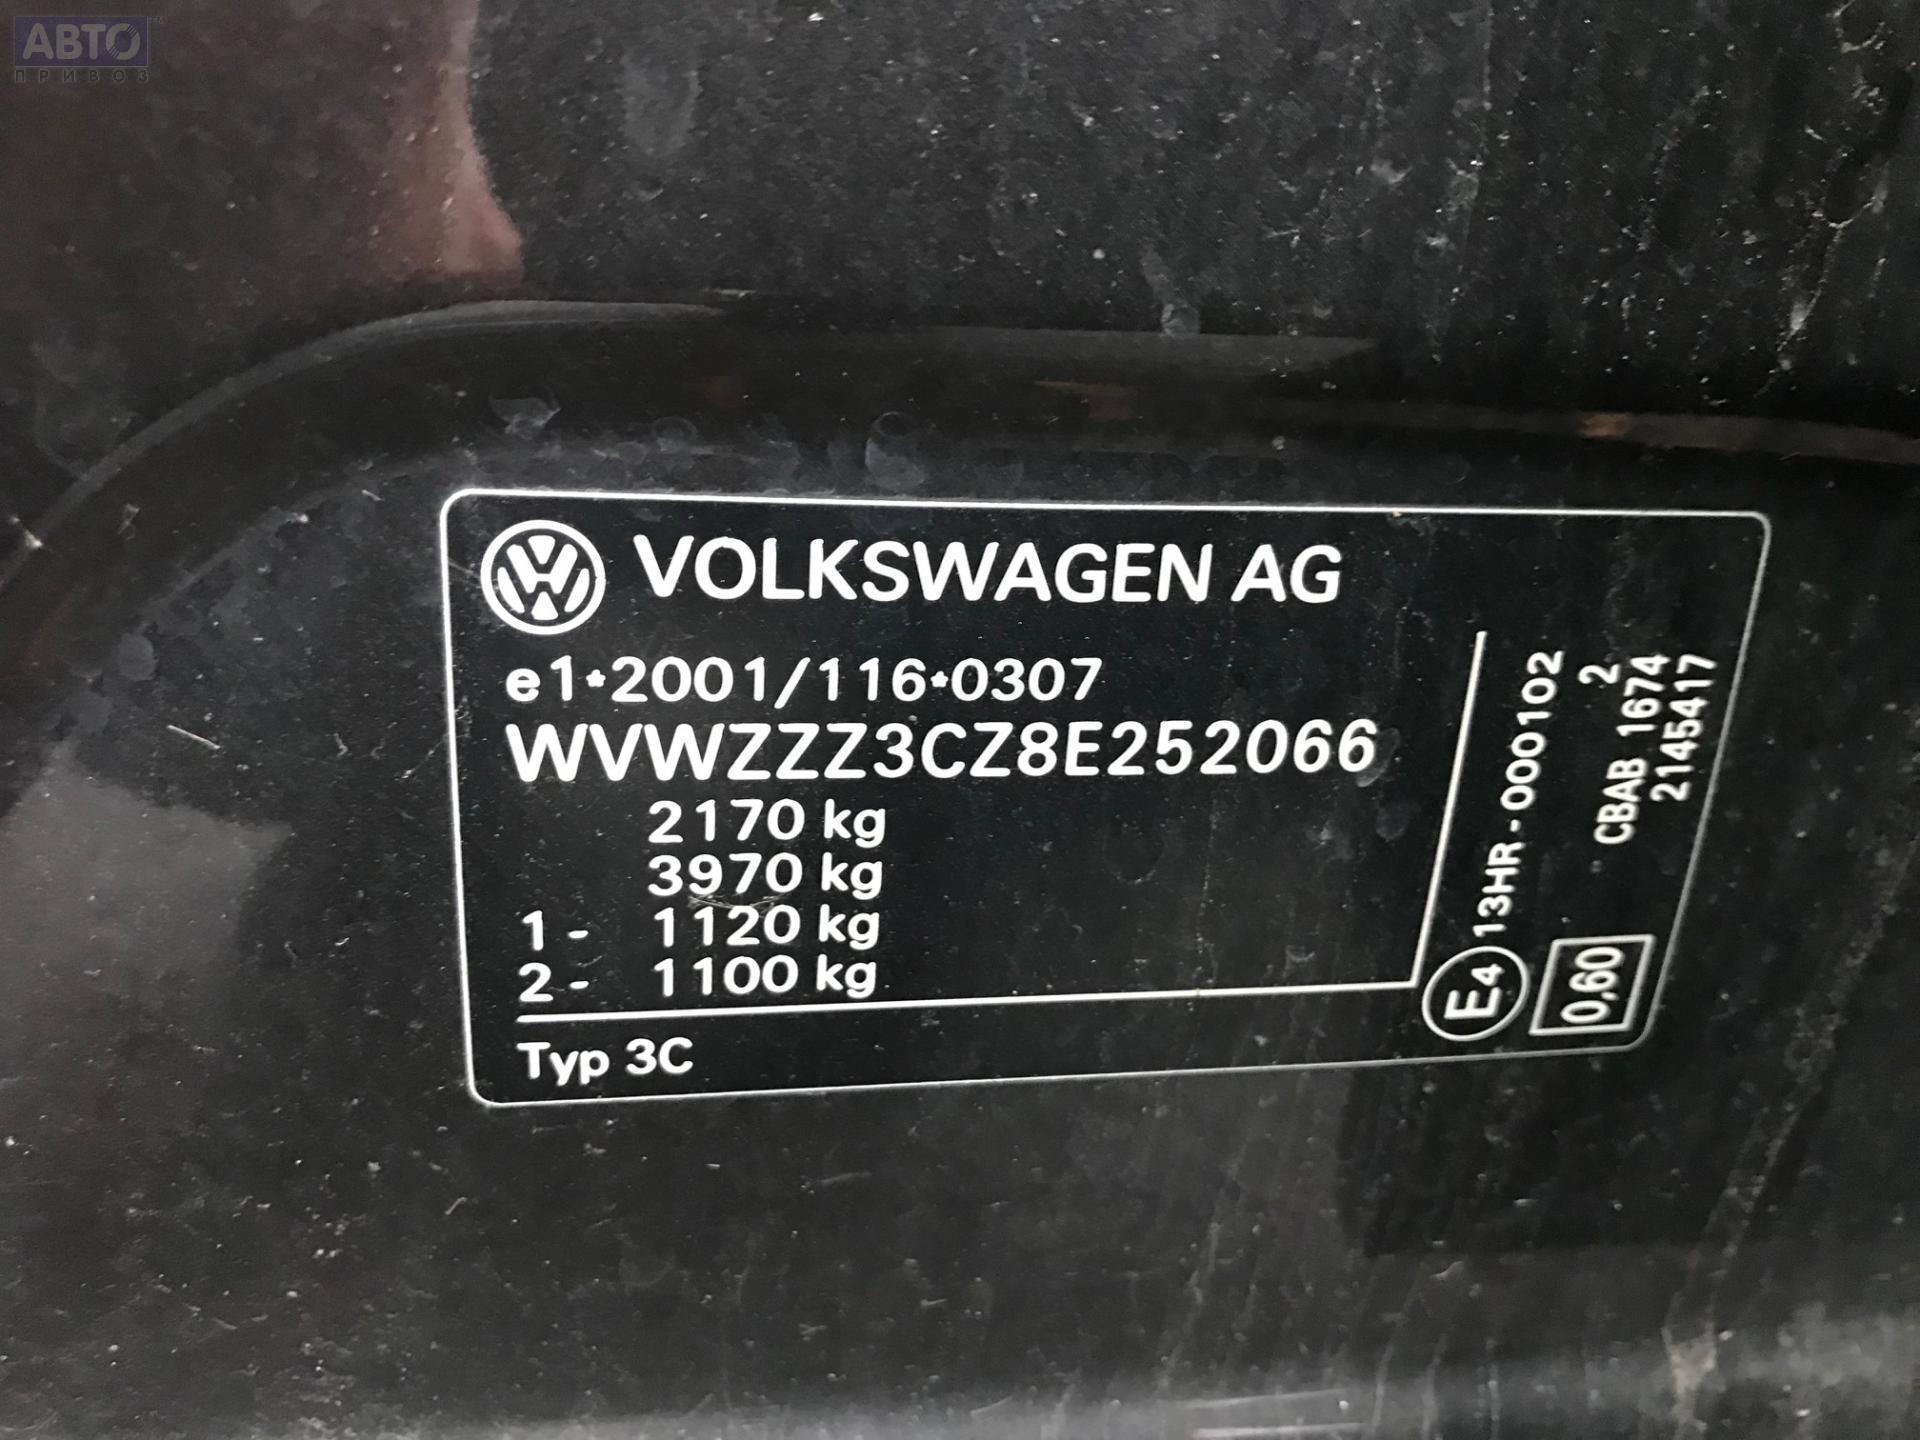 АВТО™
ПРИВОЗ
VOLKSWAGEN AG
e1*2001/116*0307
WVWZZZ3CZ8E252066
2170 kg
3970 kg
1- 1120 kg
2- 1100 kg
Typ 3C
E4 13HR-000102
2
CBAB 1674
2145417
0,60